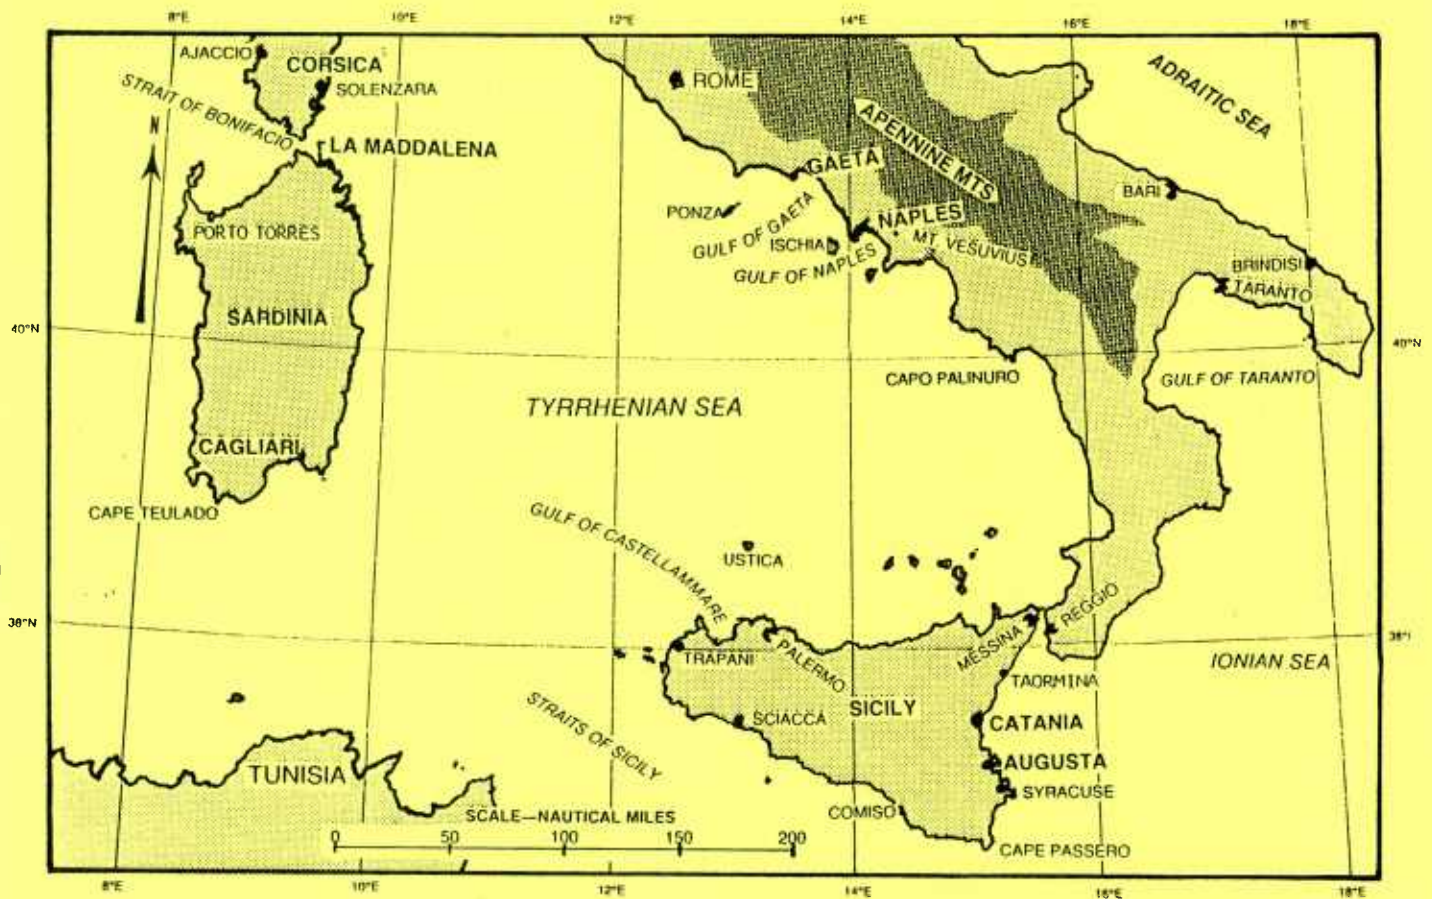 8°E 10°E 12°E 14°E 16°E 18°E
AJACCIO
CORSICA
SOLENZARA
STRAIT OF BONIFACIO
N
LA MADDALENA
ROME
ADRAITIC SEA
APENNINE MTS
GAETA
BARI
PONZA
GULF OF GAETA
NAPLES
ISCHIA
MT. VESUVIUS
GULF OF NAPLES
PORTO TORRES
BRINDISI
TARANTO
SARDINIA
40°N
40°N
CAPO PALINURO
GULF OF TARANTO
TYRRHENIAN SEA
CAGLIARI
CAPE TEULADO
GULF OF CASTELLAMMARE
USTICA
38°N
REGGIO
MESSINA
IONIAN SEA
TRAPANI
PALERMO
TAORMINA
STRAITS OF SICILY
SCIACCA
SICILY
CATANIA
TUNISIA
AUGUSTA
SYRACUSE
COMISO
SCALE—NAUTICAL MILES
0 50 100 150 200
CAPE PASSERO
8°E 10°E 12°E 14°E 16°E 18°E